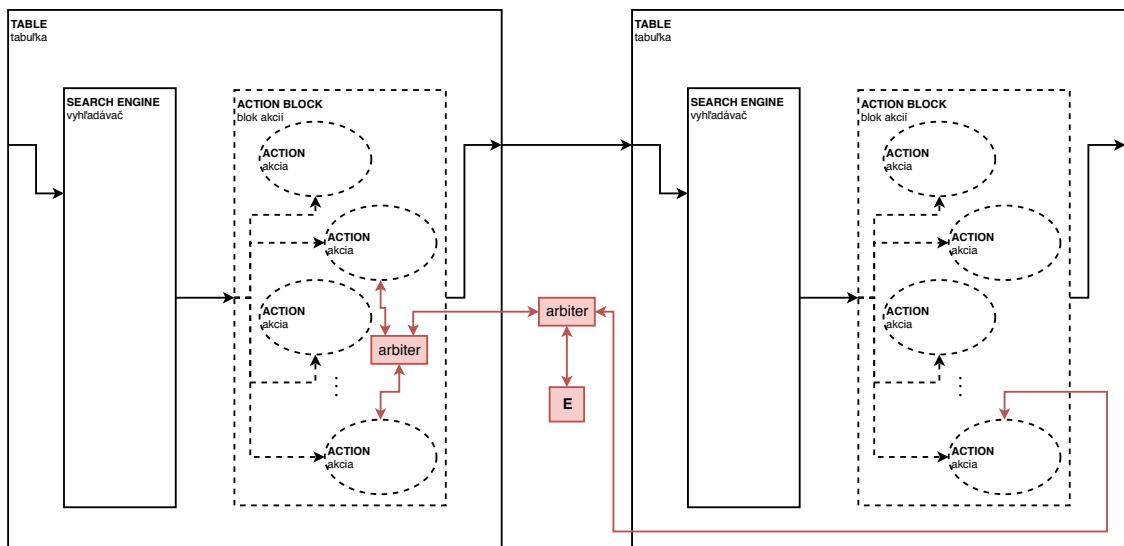 TABLE
tabuľka
SEARCH ENGINE
vyhľadávač
ACTION BLOCK
blok akcií
ACTION
akcia
ACTION
akcia
ACTION
akcia
arbiter
⋮
ACTION
akcia
arbiter
E
TABLE
tabuľka
SEARCH ENGINE
vyhľadávač
ACTION BLOCK
blok akcií
ACTION
akcia
ACTION
akcia
ACTION
akcia
⋮
ACTION
akcia